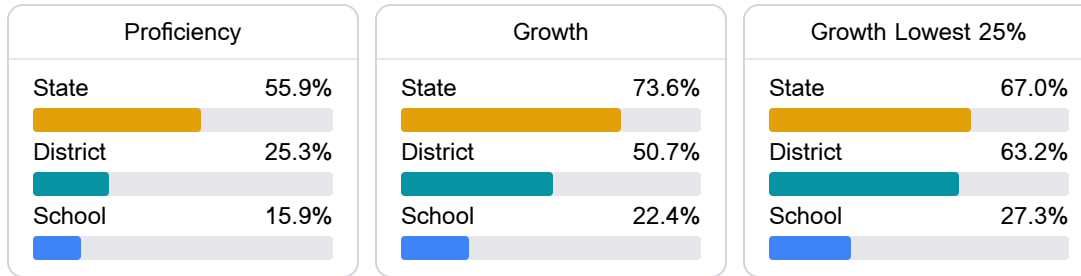 Proficiency
State 55.9%
District 25.3%
School 15.9%
Growth
State 73.6%
District 50.7%
School 22.4%
Growth Lowest 25%
State 67.0%
District 63.2%
School 27.3%